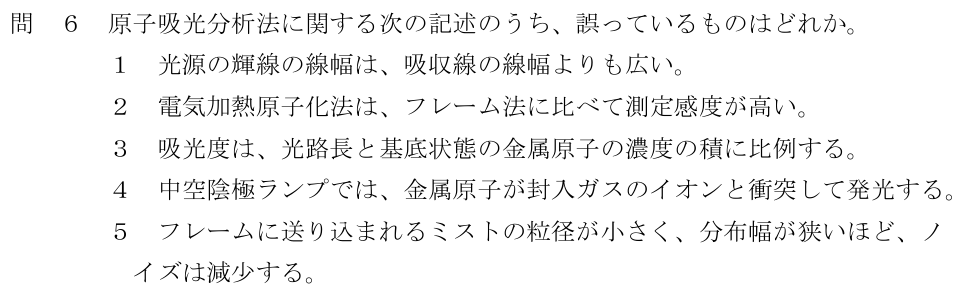 問　６　原子吸光分析法に関する次の記述のうち、誤っているものはどれか。
１　光源の輝線の線幅は、吸収線の線幅よりも広い。
２　電気加熱原子化法は、フレーム法に比べて測定感度が高い。
３　吸光度は、光路長と基底状態の金属原子の濃度の積に比例する。
４　中空陰極ランプでは、金属原子が封入ガスのイオンと衝突して発光する。
５　フレームに送り込まれるミストの粒径が小さく、分布幅が狭いほど、ノ
イズは減少する。